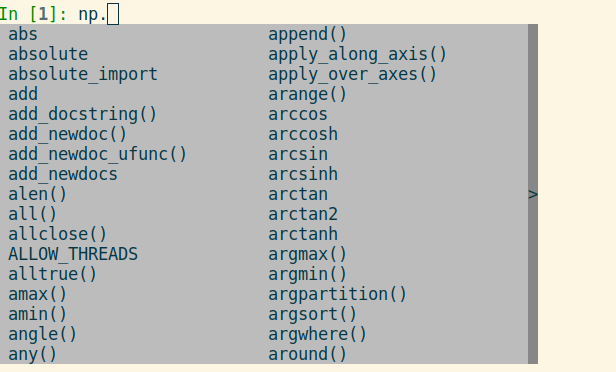 In [1]: np.
abs append()
absolute apply_along_axis()
absolute_import apply_over_axes()
add arange()
add_docstring() arccos
add_newdoc() arccosh
add_newdoc_ufunc() arcsin
add_newdocs arcsinh
alen() arctan >
all() arctan2
allclose() arctanh
ALLOW_THREADS argmax()
alltrue() argmin()
amax() argpartition()
amin() argsort()
angle() argwhere()
any() around()